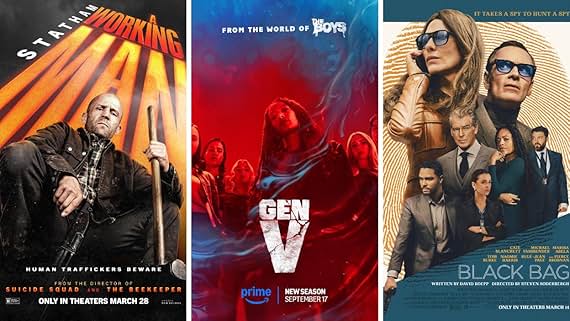 STATHAM
A
WORKING
MAN
HUMAN TRAFFICKERS BEWARE
FROM THE DIRECTOR OF
SUICIDE SQUAD AND THE BEEKEEPER
ONLY IN THEATERS MARCH 28
FROM THE WORLD OF THE BOYS
GEN
V
prime
NEW SEASON
SEPTEMBER 17
IT TAKES A SPY TO HUNT A SPY
CATE BLANCHETT
MICHAEL FASSBENDER
MARISA ABELA
TOM BURKE
NAOMIE HARRIS
REGÉ-JEAN PAGE
AND PIERCE BROSNAN
BLACK BAG
WRITTEN BY DAVID KOEPP DIRECTED BY STEVEN SODERBERGH
ONLY IN THEATERS MARCH 14